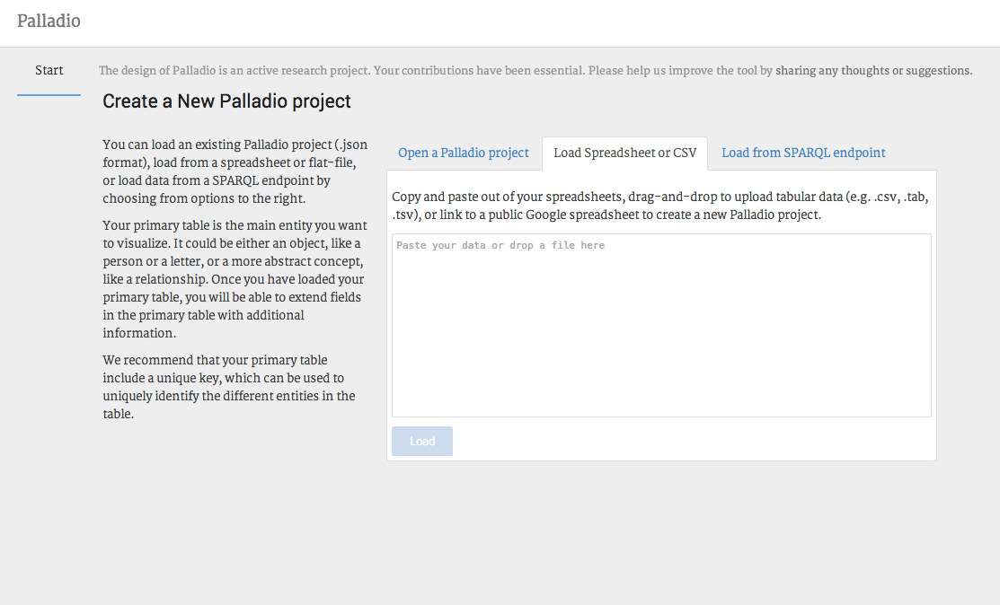 Palladio
Start
The design of Palladio is an active research project. Your contributions have been essential. Please help us improve the tool by sharing any thoughts or suggestions.
Create a New Palladio project
You can load an existing Palladio project (.json
format), load from a spreadsheet or flat-file,
or load data from a SPARQL endpoint by
choosing from options to the right.
Your primary table is the main entity you want
to visualize. It could be either an object, like a
person or a letter, or a more abstract concept,
like a relationship. Once you have loaded your
primary table, you will be able to extend fields
in the primary table with additional
information.
We recommend that your primary table
include a unique key, which can be used to
uniquely identify the different entities in the
table.
Open a Palladio project
Load Spreadsheet or CSV
Load from SPARQL endpoint
Copy and paste out of your spreadsheets, drag-and-drop to upload tabular data (e.g. .csv, .tab,
.tsv), or link to a public Google spreadsheet to create a new Palladio project.
Paste your data or drop a file here
Load